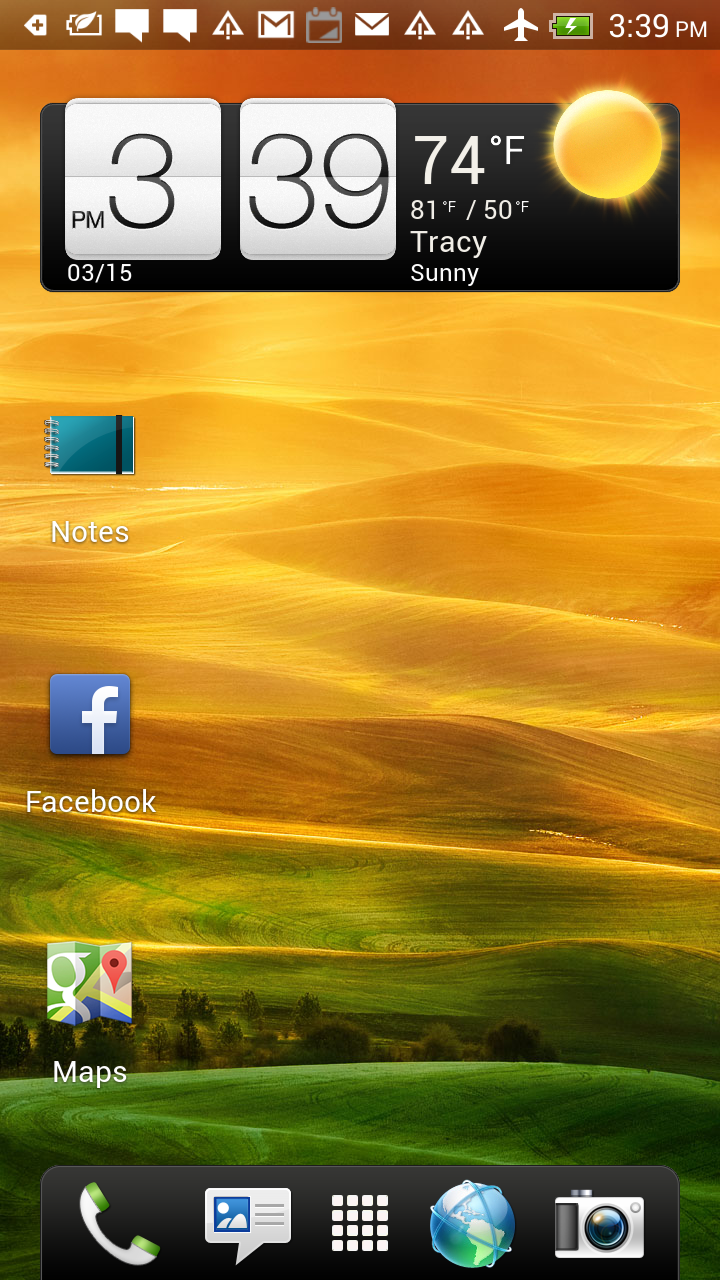 3:39 PM
PM 3 39
74°F
81°F / 50°F
Tracy
03/15
Sunny
Notes
Facebook
Maps